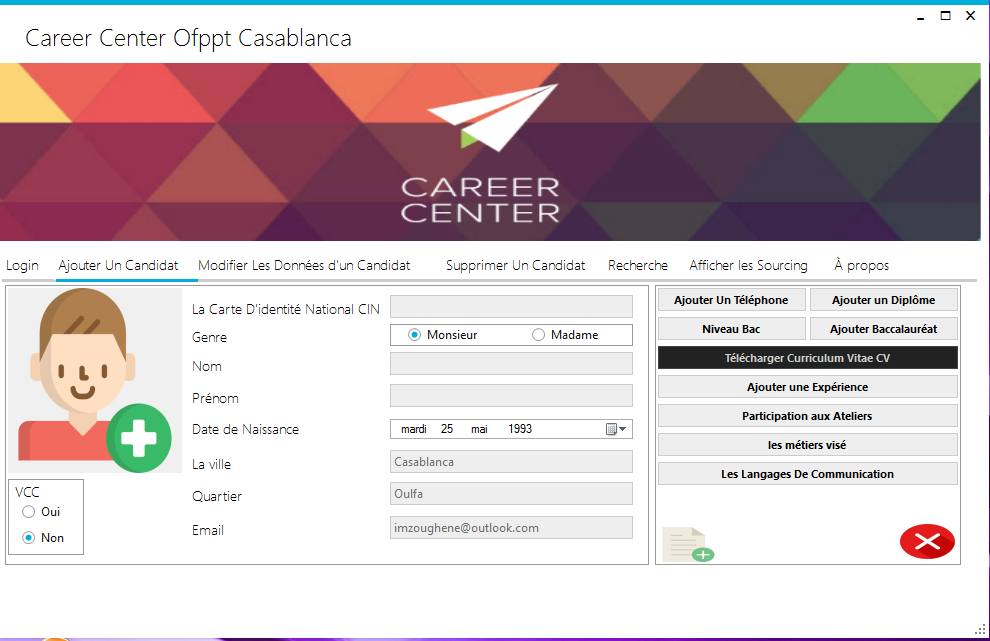 Career Center Ofppt Casablanca
CAREER
CENTER
Login Ajouter Un Candidat Modifier Les Données d'un Candidat Supprimer Un Candidat Recherche Afficher les Sourcing À propos
La Carte D'identité National CIN
Genre Monsieur Madame
Nom
Prénom
Date de Naissance mardi 25 mai 1993
La ville Casablanca
Quartier Oulfa
Email imzoughene@outlook.com
VCC
Oui
Non
Ajouter Un Téléphone Ajouter un Diplôme
Niveau Bac Ajouter Baccalauréat
Télécharger Curriculum Vitae CV
Ajouter une Expérience
Participation aux Ateliers
les métiers visé
Les Langages De Communication